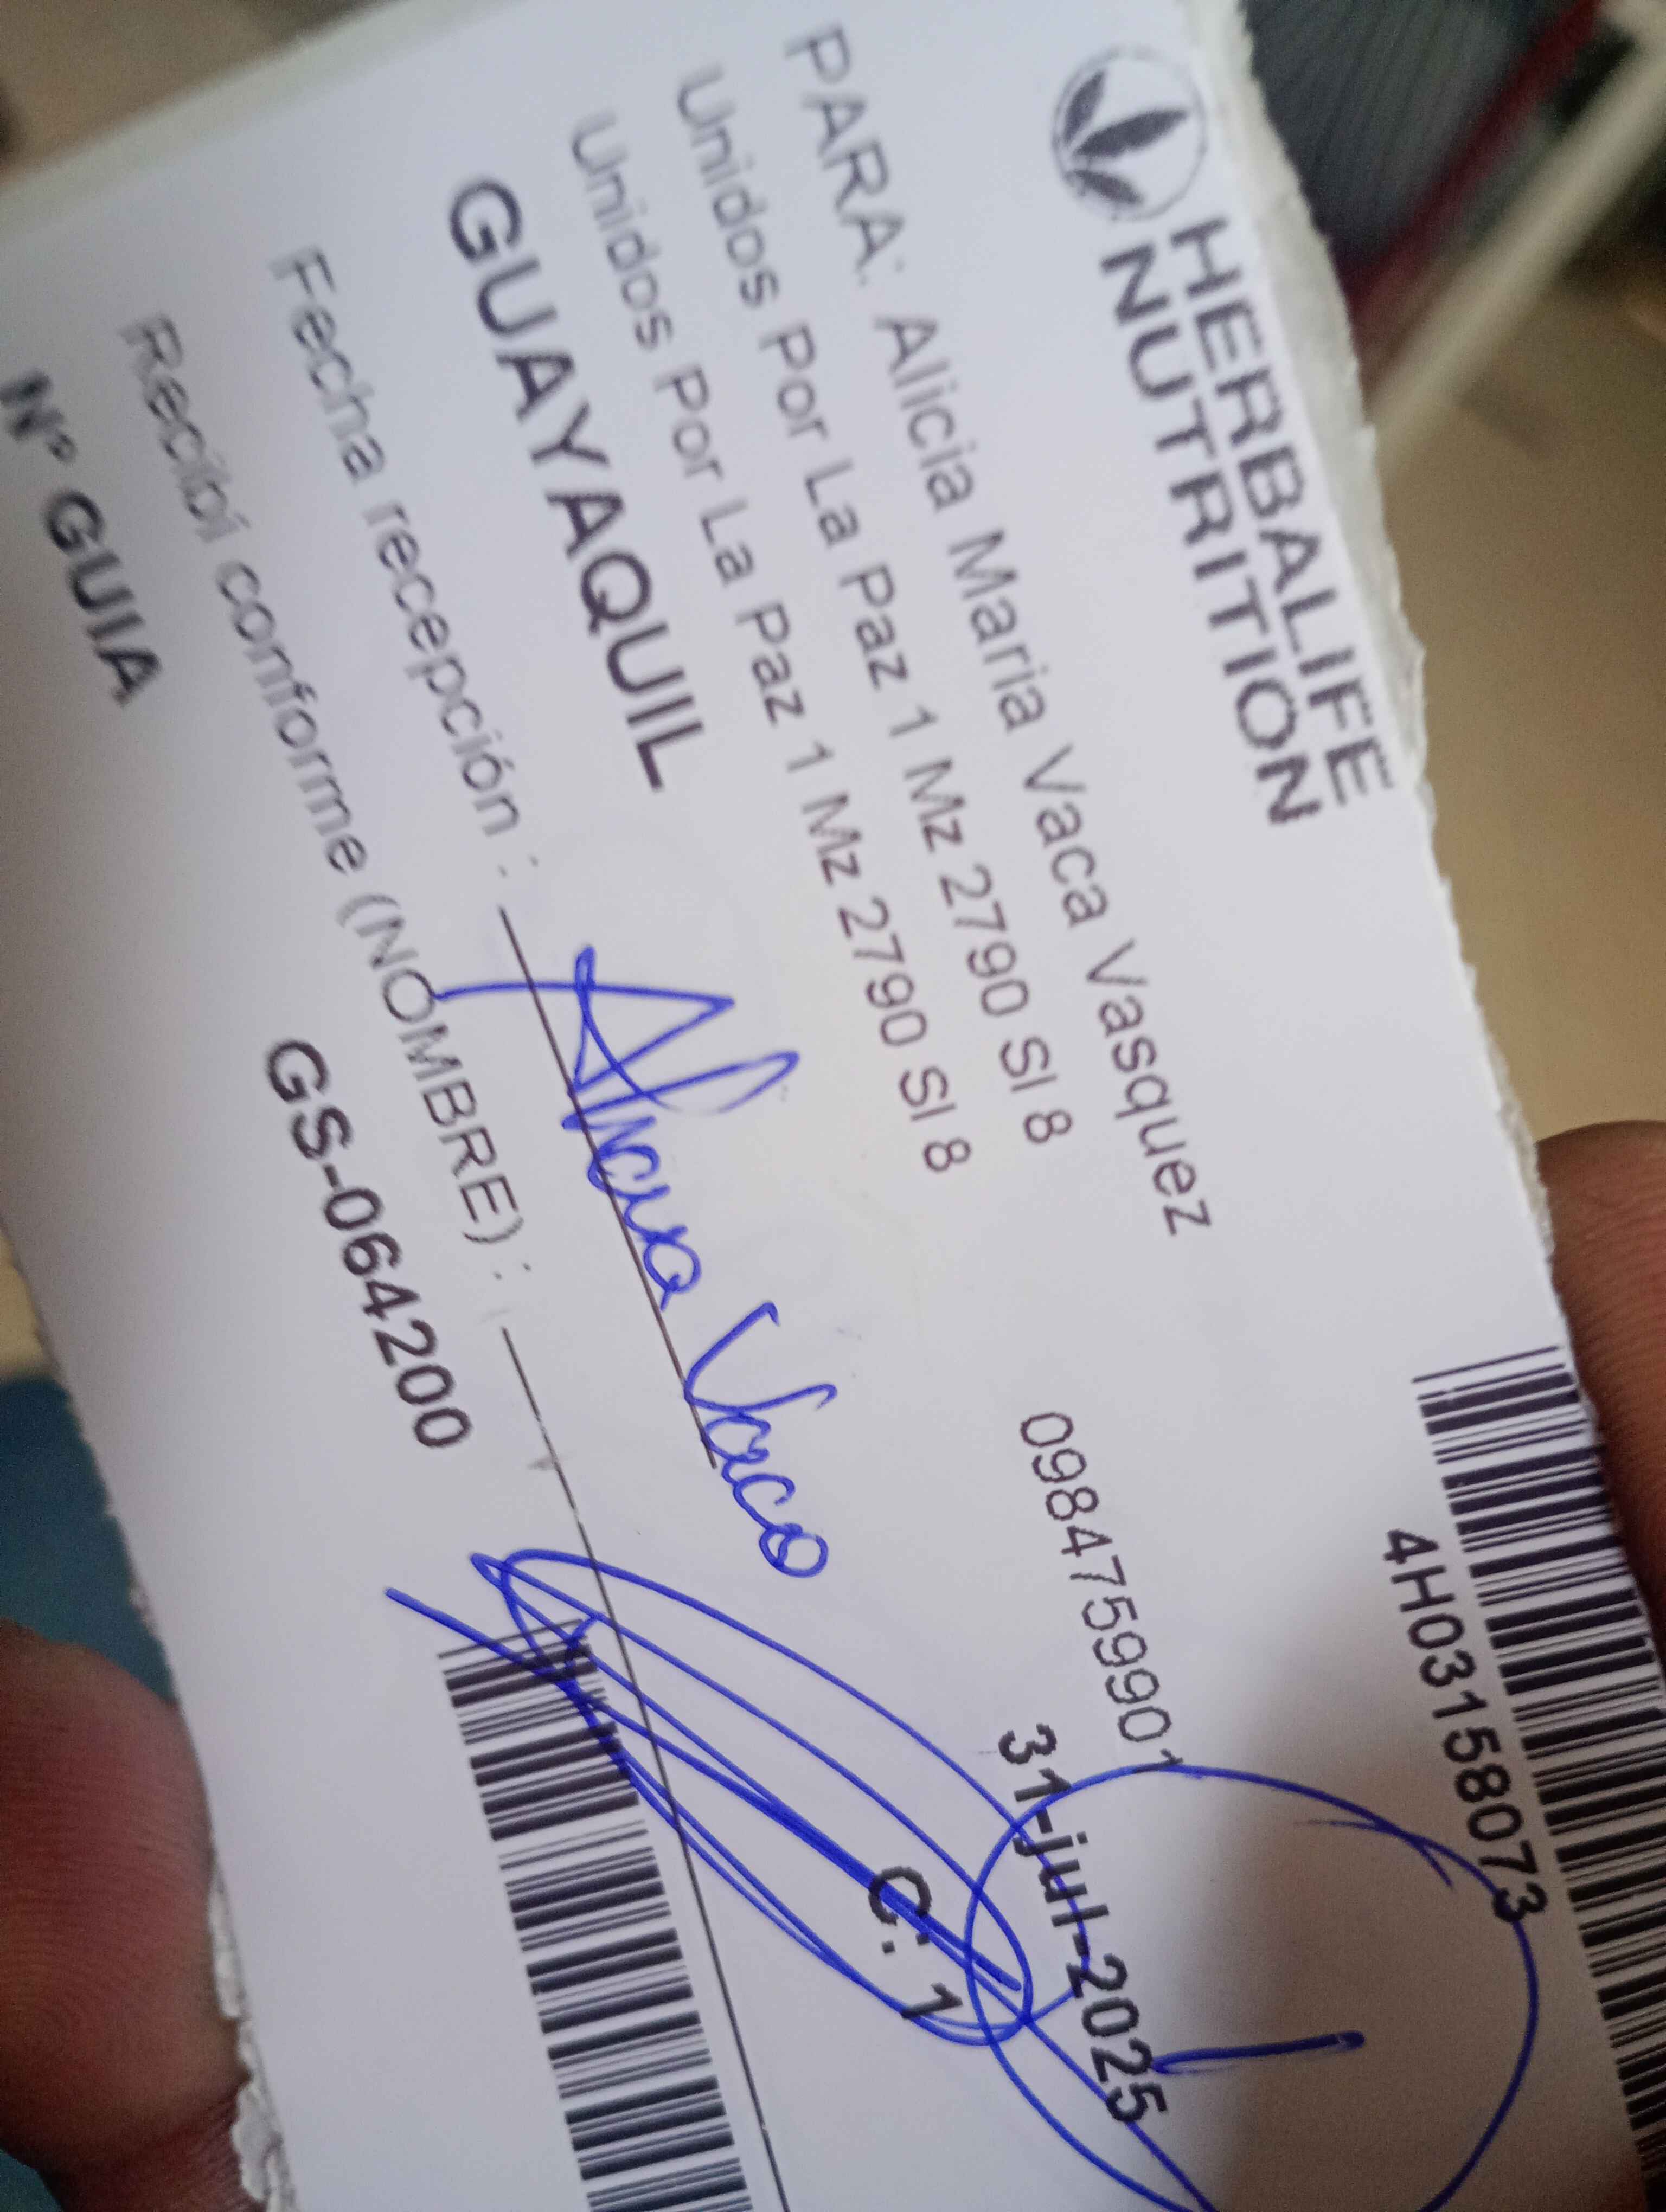 HERBALIFE
NUTRITION
4H03158073
PARA: Alicia Maria Vaca Vasquez
0984759901
Unidos Por La Paz 1 Mz 2790 Sl 8
Unidos Por La Paz 1 Mz 2790 Sl 8
31-jul-2025
GUAYAQUIL
C: 1
Fecha recepción :
Alicia Vaca
Recibí conforme (NOMBRE) :
Nº GUIA
GS-064200